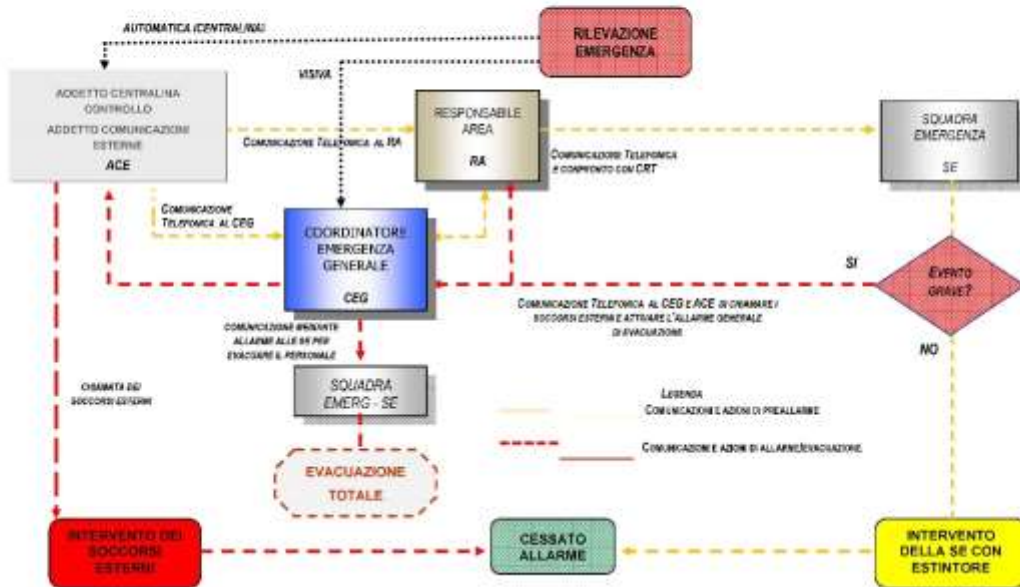 AUTOMATICA (CENTRALINA)
RILEVAZIONE
EMERGENZA
VISIVA
ADDETTO CENTRALINA
CONTROLLO
ADDETTO COMUNICAZIONI
ESTERNE
ACE
RESPONSABILE
AREA
RA
SQUADRA
EMERGENZA
SE
COMUNICAZIONE TELEFONICA AL RA
COMUNICAZIONE TELEFONICA
E CONFRONTO CON CRT
COMUNICAZIONE
TELEFONICA AL CEG
COORDINATORE
EMERGENZA
GENERALE
CEG
SI
EVENTO
GRAVE?
COMUNICAZIONE TELEFONICA AL CEG E ACE DI CHIAMARE I
SOCCORSI ESTERNI E ATTIVARE L'ALLARME GENERALE
DI EVACUAZIONE
NO
COMUNICAZIONE MEDIANTE
ALLARME ALLE SE PER
EVACUARE IL PERSONALE
CHIAMATA DEI
SOCCORSI ESTERNI
SQUADRA
EMERG - SE
LEGENDA
COMUNICAZIONI E AZIONI DI PREALLARME
COMUNICAZIONI E AZIONI DI ALLARME/EVACUAZIONE
EVACUAZIONE
TOTALE
INTERVENTO DEI
SOCCORSI
ESTERNI
CESSATO
ALLARME
INTERVENTO
DELLA SE CON
ESTINTORE